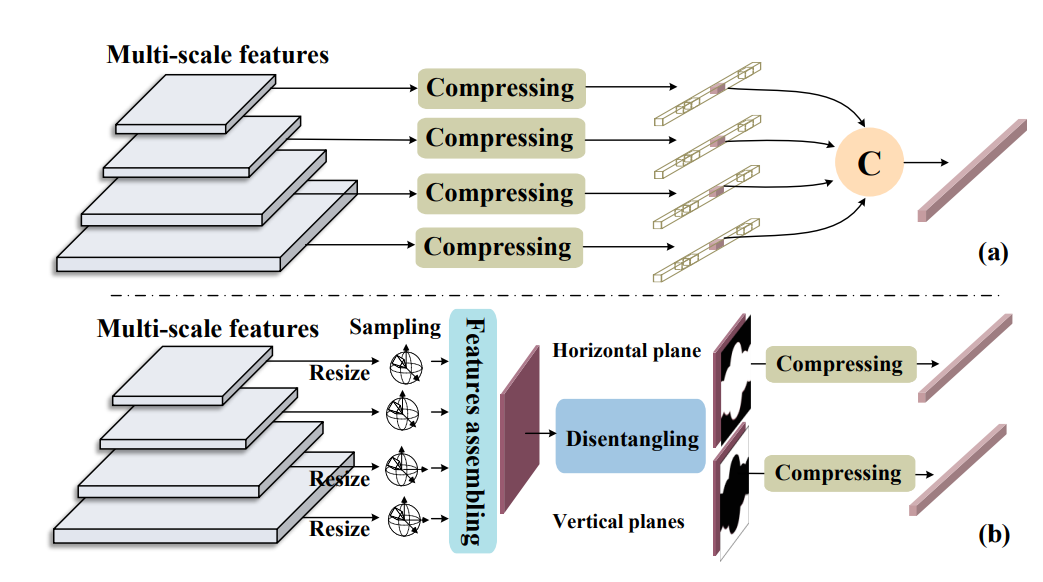 Multi-scale features
Compressing
Compressing
Compressing
Compressing
C
(a)
Multi-scale features
Sampling
Resize
Resize
Resize
Features assembling
Horizontal plane
Disentangling
Vertical planes
Compressing
Compressing
(b)